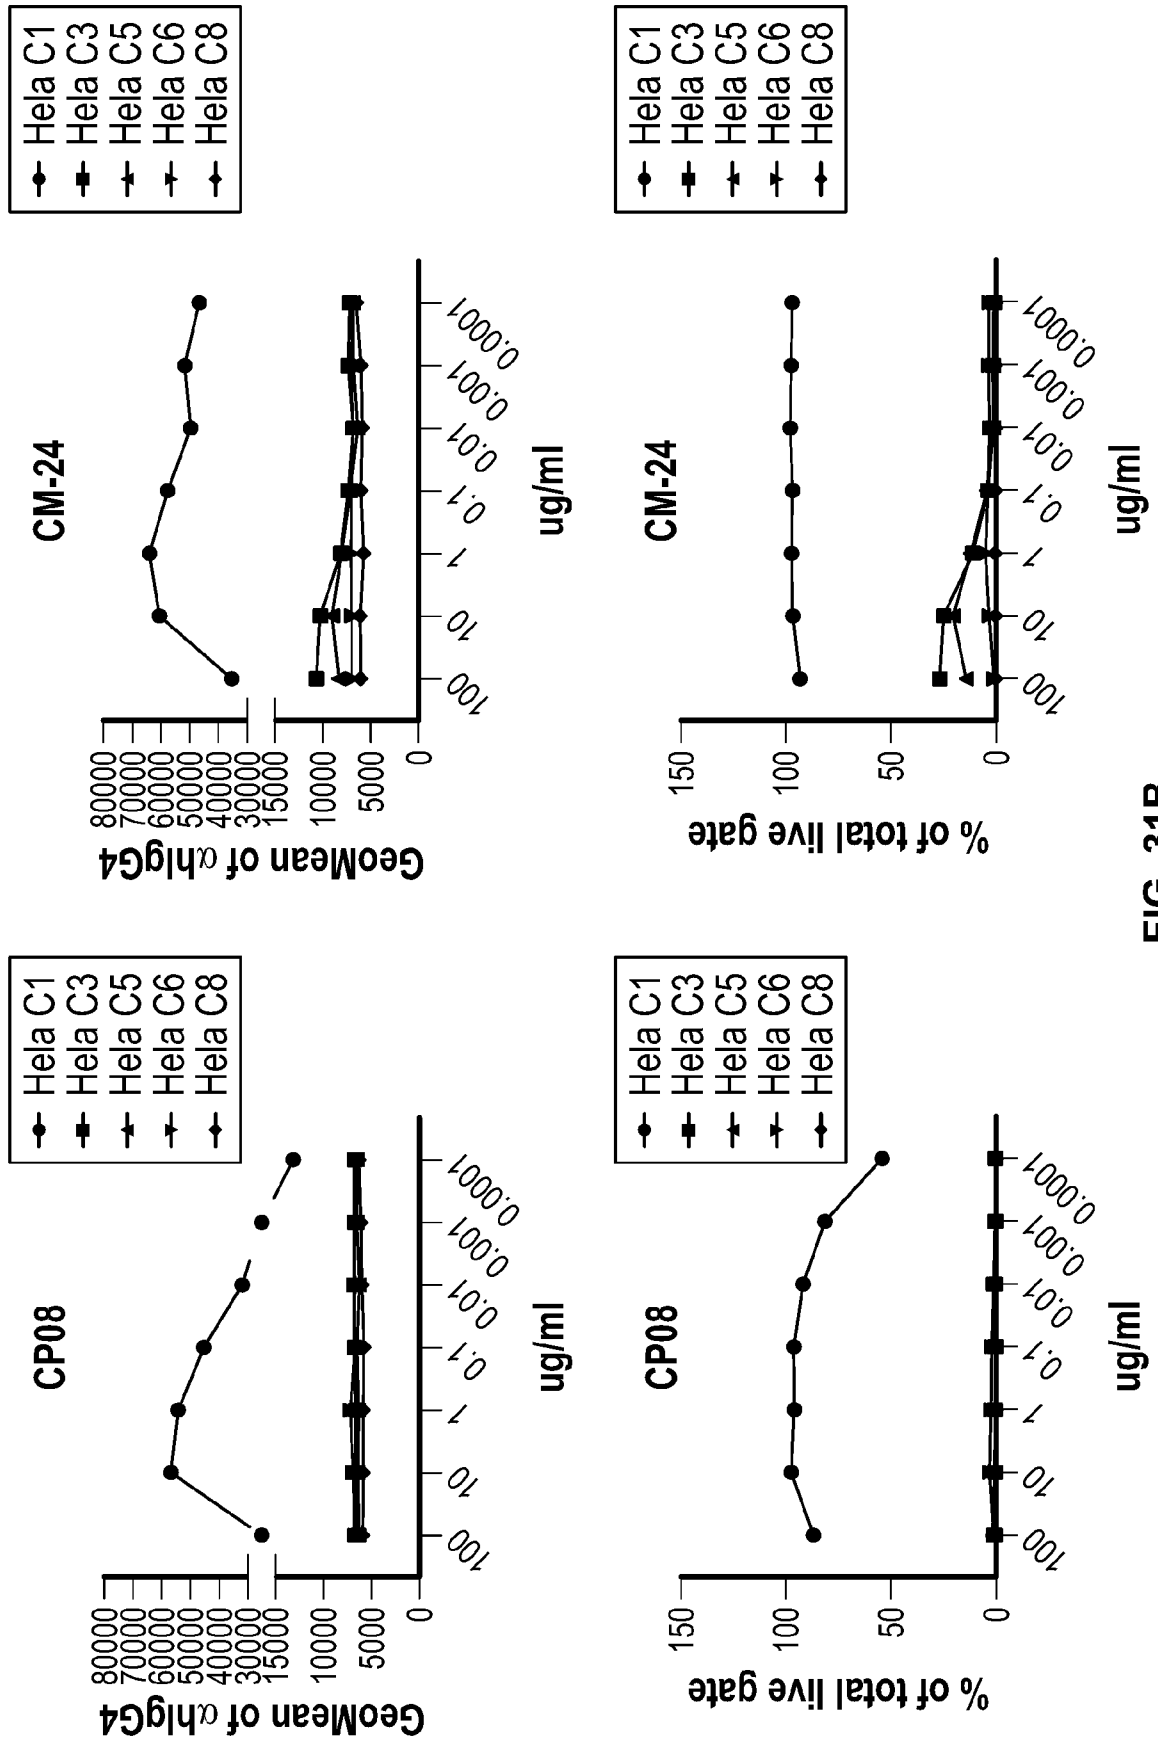 CP08
GeoMean of αhIgG4
80000
70000
60000
50000
40000
30000
15000
10000
5000
0
100
10
1
0.1
0.01
0.001
0.0001
ug/ml
Hela C1
Hela C3
Hela C5
Hela C6
Hela C8
CM-24
GeoMean of αhIgG4
80000
70000
60000
50000
40000
30000
15000
10000
5000
0
100
10
1
0.1
0.01
0.001
0.0001
ug/ml
Hela C1
Hela C3
Hela C5
Hela C6
Hela C8
CP08
% of total live gate
150
100
50
0
100
10
1
0.1
0.01
0.001
0.0001
ug/ml
Hela C1
Hela C3
Hela C5
Hela C6
Hela C8
CM-24
% of total live gate
150
100
50
0
100
10
1
0.1
0.01
0.001
0.0001
ug/ml
Hela C1
Hela C3
Hela C5
Hela C6
Hela C8
FIG. 31B